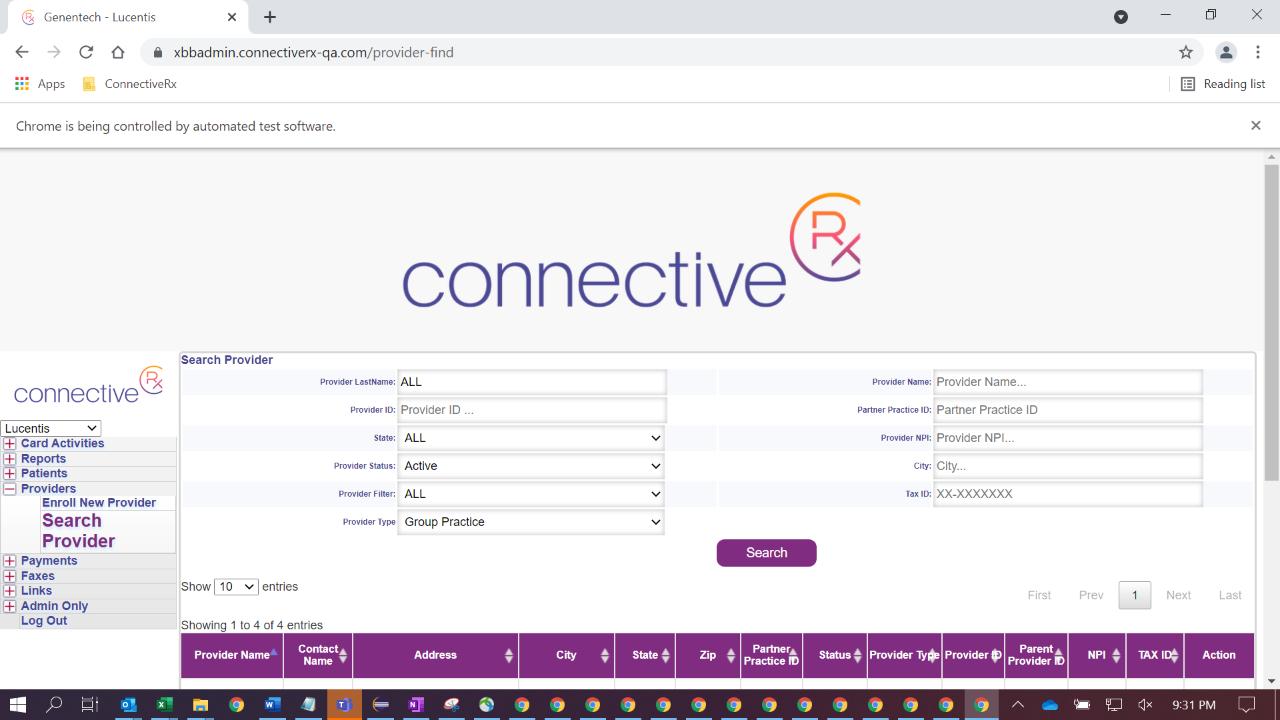 Genentech - Lucentis
xbbadmin.connectiverx-qa.com/provider-find
Apps
ConnectiveRx
Reading list
Chrome is being controlled by automated test software.
connective Rx
connective Rx
Lucentis
Card Activities
Reports
Patients
Providers
Enroll New Provider
Search
Provider
Payments
Faxes
Links
Admin Only
Log Out
Search Provider
Provider LastName: ALL
Provider Name: Provider Name...
Provider ID: Provider ID ...
Partner Practice ID: Partner Practice ID
State: ALL
Provider NPI: Provider NPI...
Provider Status: Active
City: City...
Provider Filter: ALL
Tax ID: XX-XXXXXXX
Provider Type Group Practice
Search
Show 10 entries
First Prev 1 Next Last
Showing 1 to 4 of 4 entries
Provider Name Contact Name Address City State Zip Partner Practice ID Status Provider Type Provider ID Parent Provider ID NPI TAX ID Action
9:31 PM